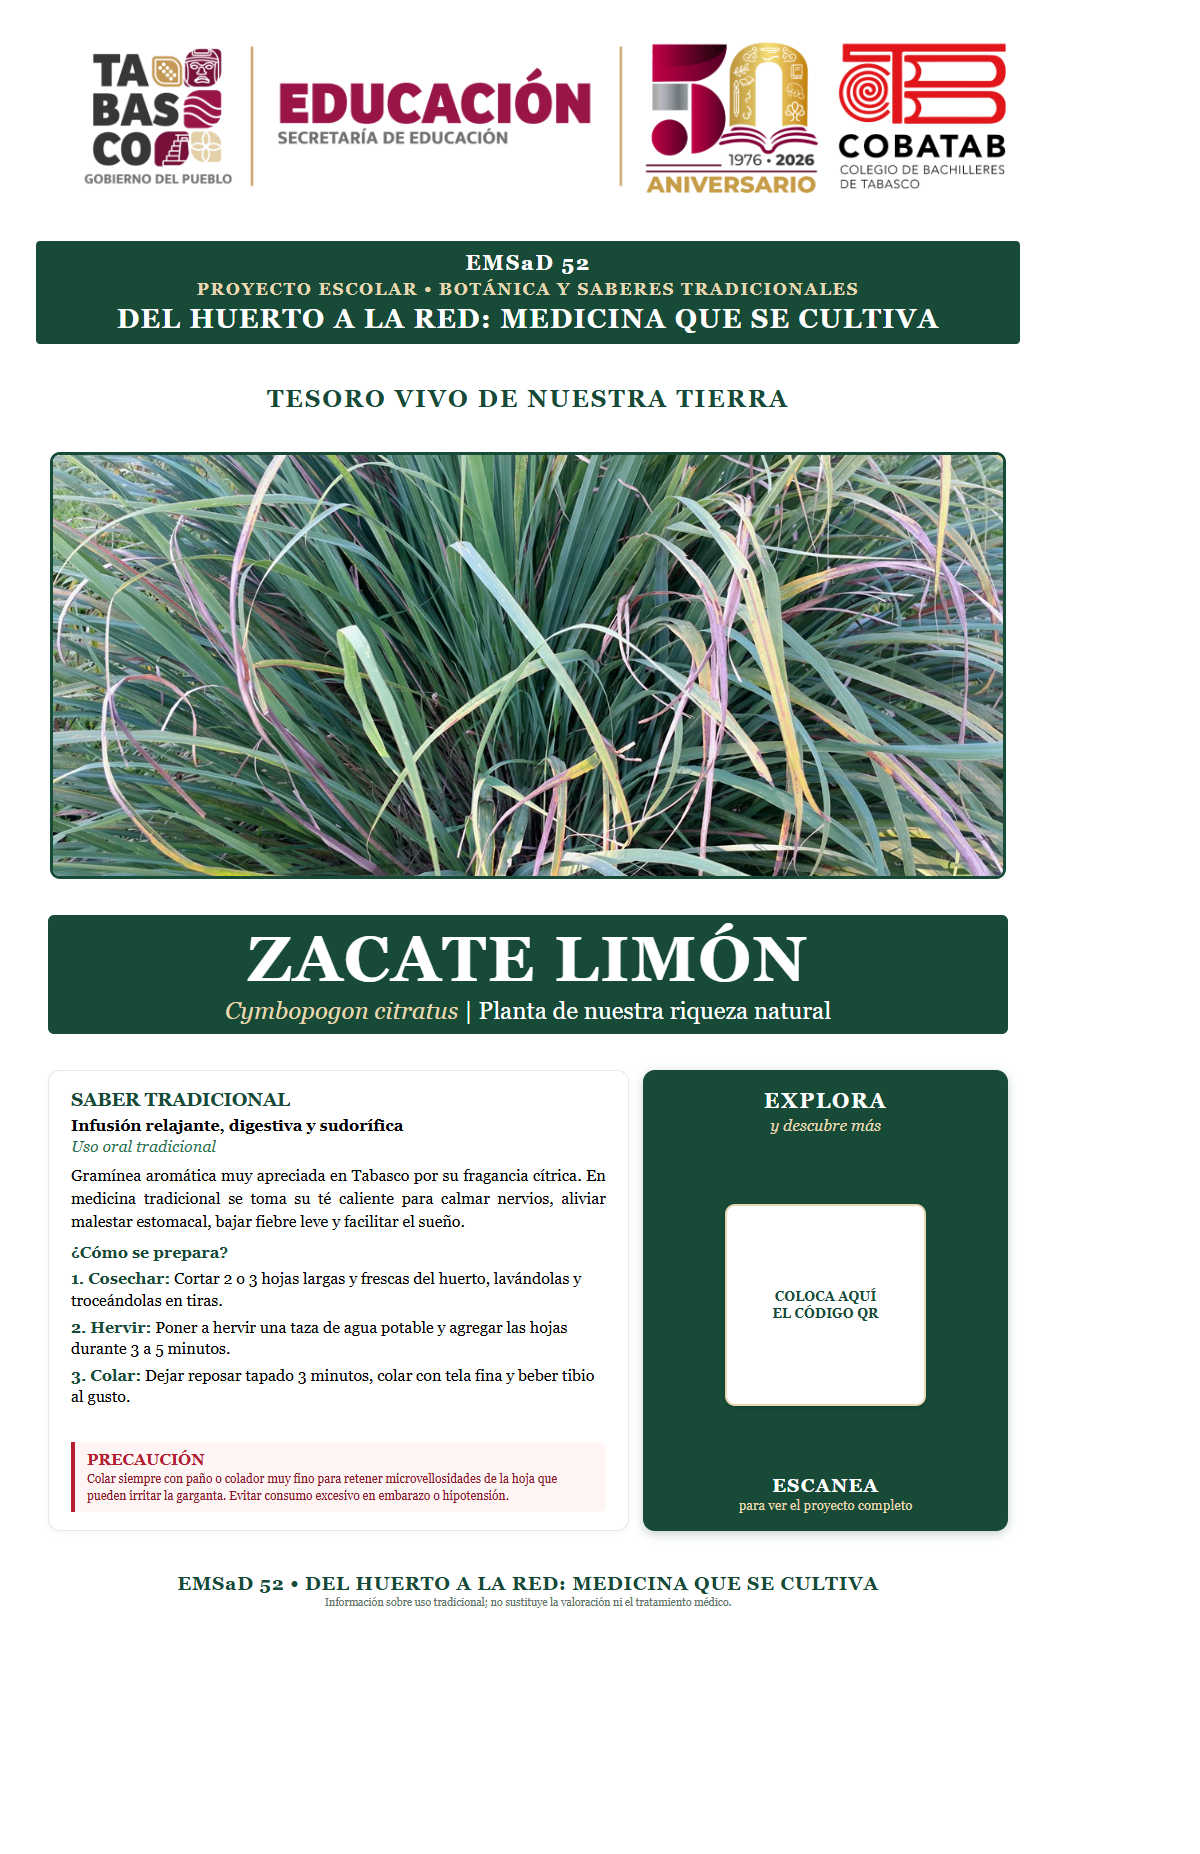 TA
BAS
CO
GOBIERNO DEL PUEBLO
EDUCACIÓN
SECRETARÍA DE EDUCACIÓN
50
1976 • 2026
ANIVERSARIO
COBATAB
COLEGIO DE BACHILLERES
DE TABASCO
EMSaD 52
PROYECTO ESCOLAR • BOTÁNICA Y SABERES TRADICIONALES
DEL HUERTO A LA RED: MEDICINA QUE SE CULTIVA
TESORO VIVO DE NUESTRA TIERRA
ZACATE LIMÓN
Cymbopogon citratus | Planta de nuestra riqueza natural
SABER TRADICIONAL
Infusión relajante, digestiva y sudorífica
Uso oral tradicional
Gramínea aromática muy apreciada en Tabasco por su fragancia cítrica. En
medicina tradicional se toma su té caliente para calmar nervios, aliviar
malestar estomacal, bajar fiebre leve y facilitar el sueño.
¿Cómo se prepara?
1. Cosechar: Cortar 2 o 3 hojas largas y frescas del huerto, lavándolas y
troceándolas en tiras.
2. Hervir: Poner a hervir una taza de agua potable y agregar las hojas
durante 3 a 5 minutos.
3. Colar: Dejar reposar tapado 3 minutos, colar con tela fina y beber tibio
al gusto.
PRECAUCIÓN
Colar siempre con paño o colador muy fino para retener microvellosidades de la hoja que
pueden irritar la garganta. Evitar consumo excesivo en embarazo o hipotensión.
EXPLORA
y descubre más
COLOCA AQUÍ
EL CÓDIGO QR
ESCANEA
para ver el proyecto completo
EMSaD 52 • DEL HUERTO A LA RED: MEDICINA QUE SE CULTIVA
Información sobre uso tradicional; no sustituye la valoración ni el tratamiento médico.